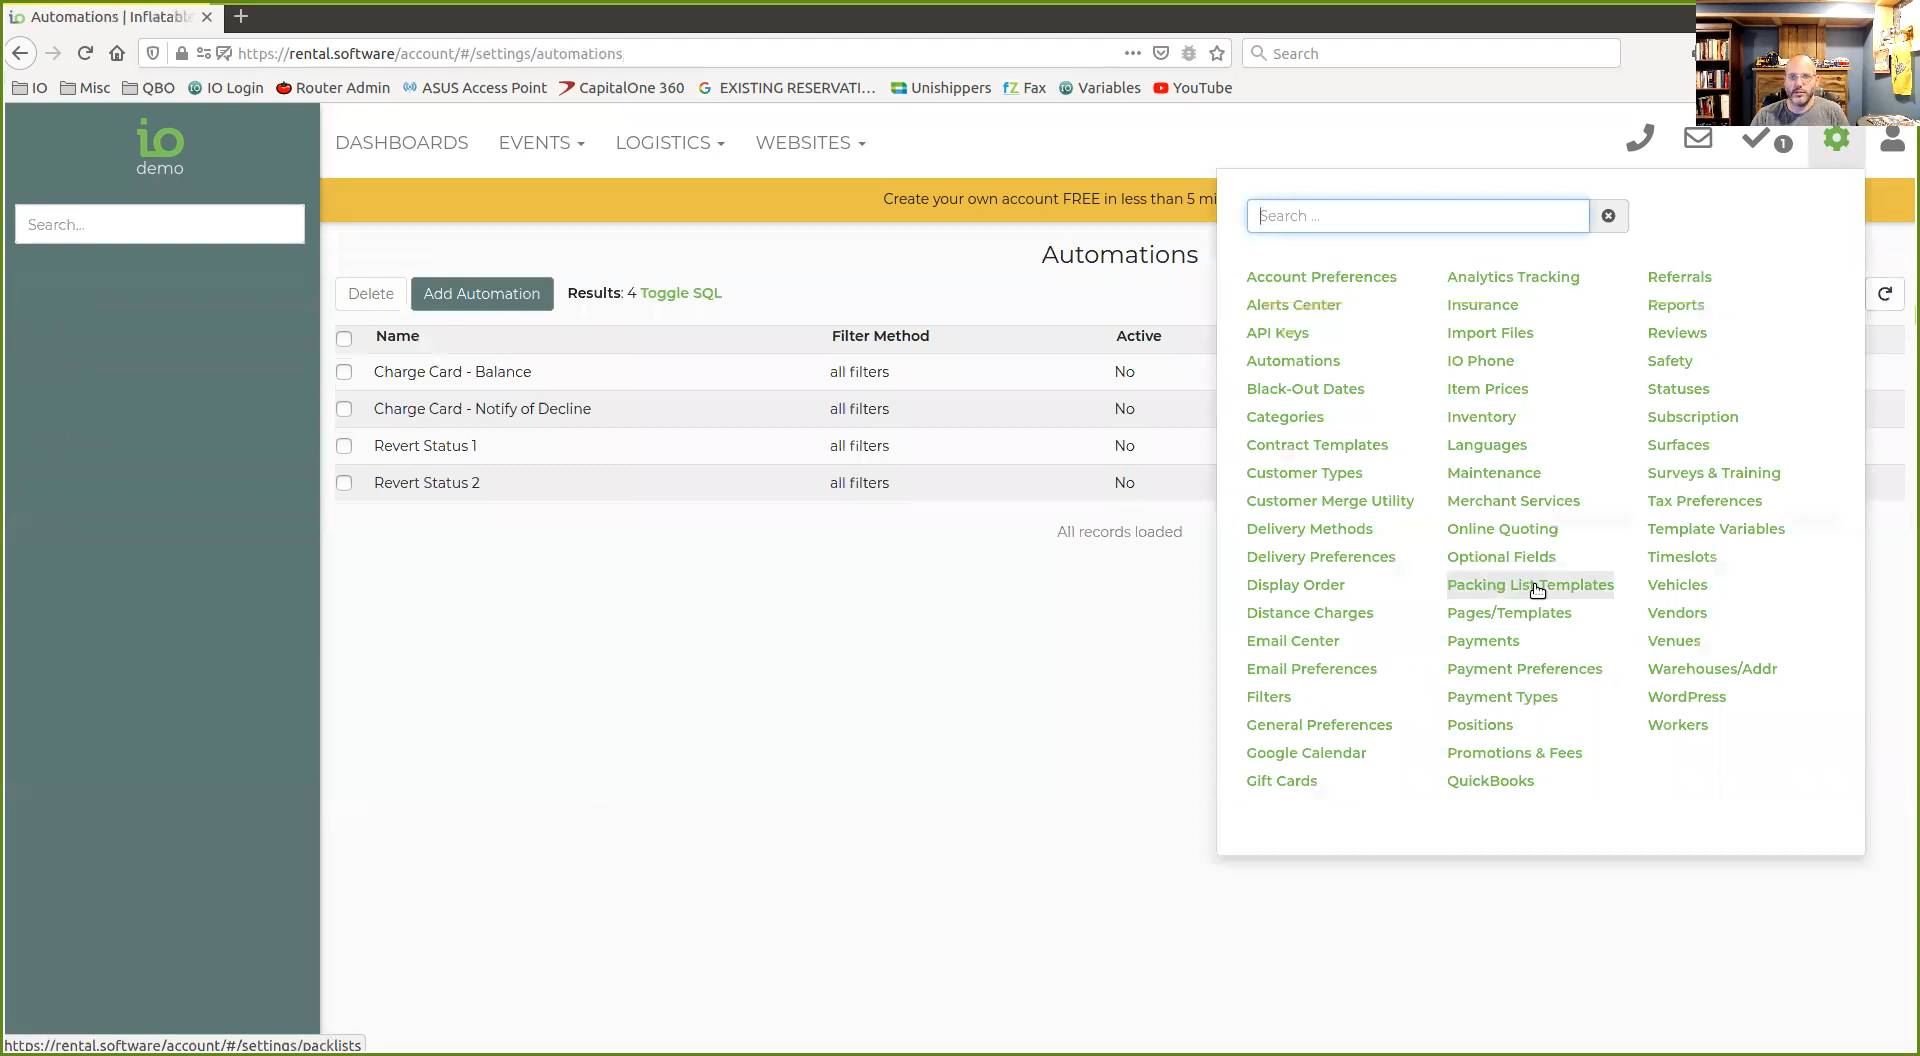 Automations | Inflatabl
https://rental.software/account/#/settings/automations
Search
IO Misc QBO IO Login Router Admin ASUS Access Point CapitalOne 360 EXISTING RESERVATI... Unishippers fZ Fax Variables YouTube
io
demo
Search...
DASHBOARDS EVENTS LOGISTICS WEBSITES
1
Create your own account FREE in less than 5 mi
Automations
Delete Add Automation Results: 4 Toggle SQL
Name Filter Method Active
Charge Card - Balance all filters No
Charge Card - Notify of Decline all filters No
Revert Status 1 all filters No
Revert Status 2 all filters No
All records loaded
Search ...
Account Preferences
Alerts Center
API Keys
Automations
Black-Out Dates
Categories
Contract Templates
Customer Types
Customer Merge Utility
Delivery Methods
Delivery Preferences
Display Order
Distance Charges
Email Center
Email Preferences
Filters
General Preferences
Google Calendar
Gift Cards
Analytics Tracking
Insurance
Import Files
IO Phone
Item Prices
Inventory
Languages
Maintenance
Merchant Services
Online Quoting
Optional Fields
Packing List Templates
Pages/Templates
Payments
Payment Preferences
Payment Types
Positions
Promotions & Fees
QuickBooks
Referrals
Reports
Reviews
Safety
Statuses
Subscription
Surfaces
Surveys & Training
Tax Preferences
Template Variables
Timeslots
Vehicles
Vendors
Venues
Warehouses/Addr
WordPress
Workers
https://rental.software/account/#/settings/packlists